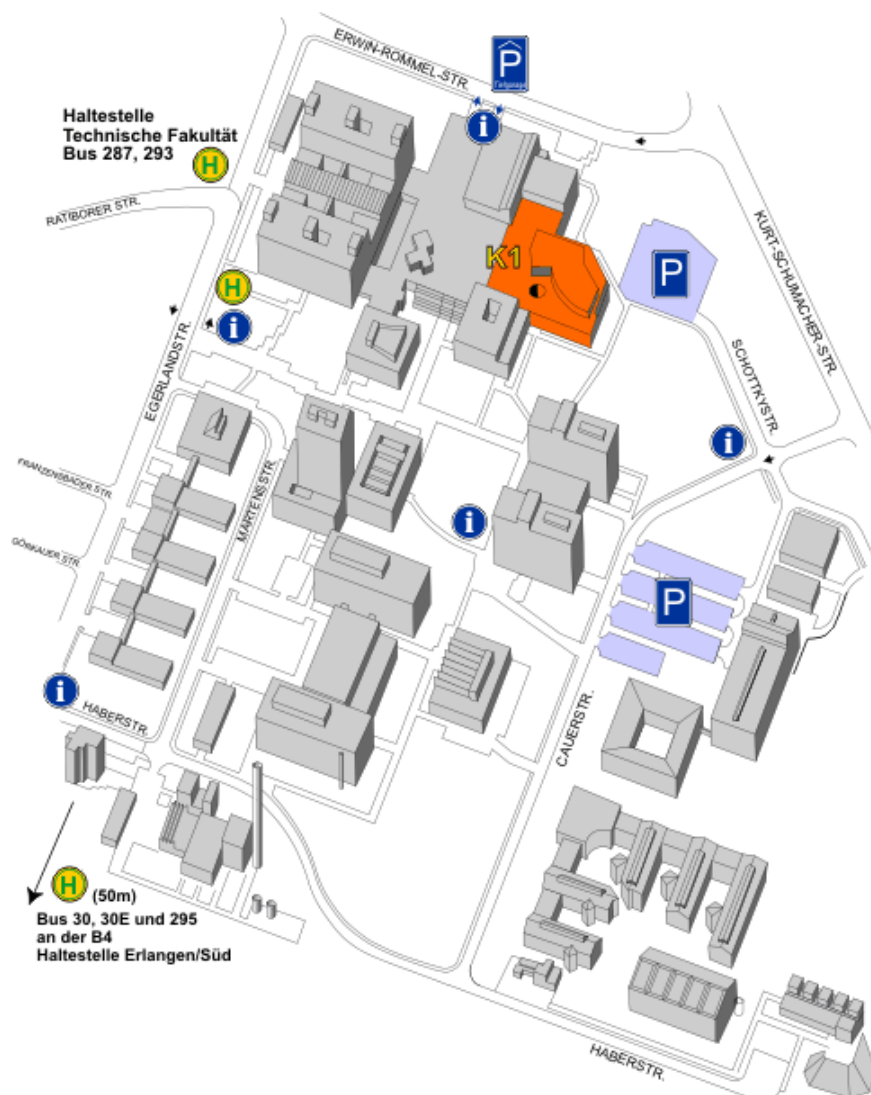 ERWIN-ROMMEL-STR.
P
Tiefgarage
i
Haltestelle
Technische Fakultät
Bus 287, 293
H
RATIBORER STR.
K1
P
KURT-SCHUMACHER-STR.
H
i
EGERLANDSTR.
SCHOTTKYSTR.
i
MARTENSSTR.
FRANZENSBADER STR.
i
GÖRKAUER STR.
P
i
HABERSTR.
CAUERSTR.
H
(50m)
Bus 30, 30E und 295
an der B4
Haltestelle Erlangen/Süd
HABERSTR.